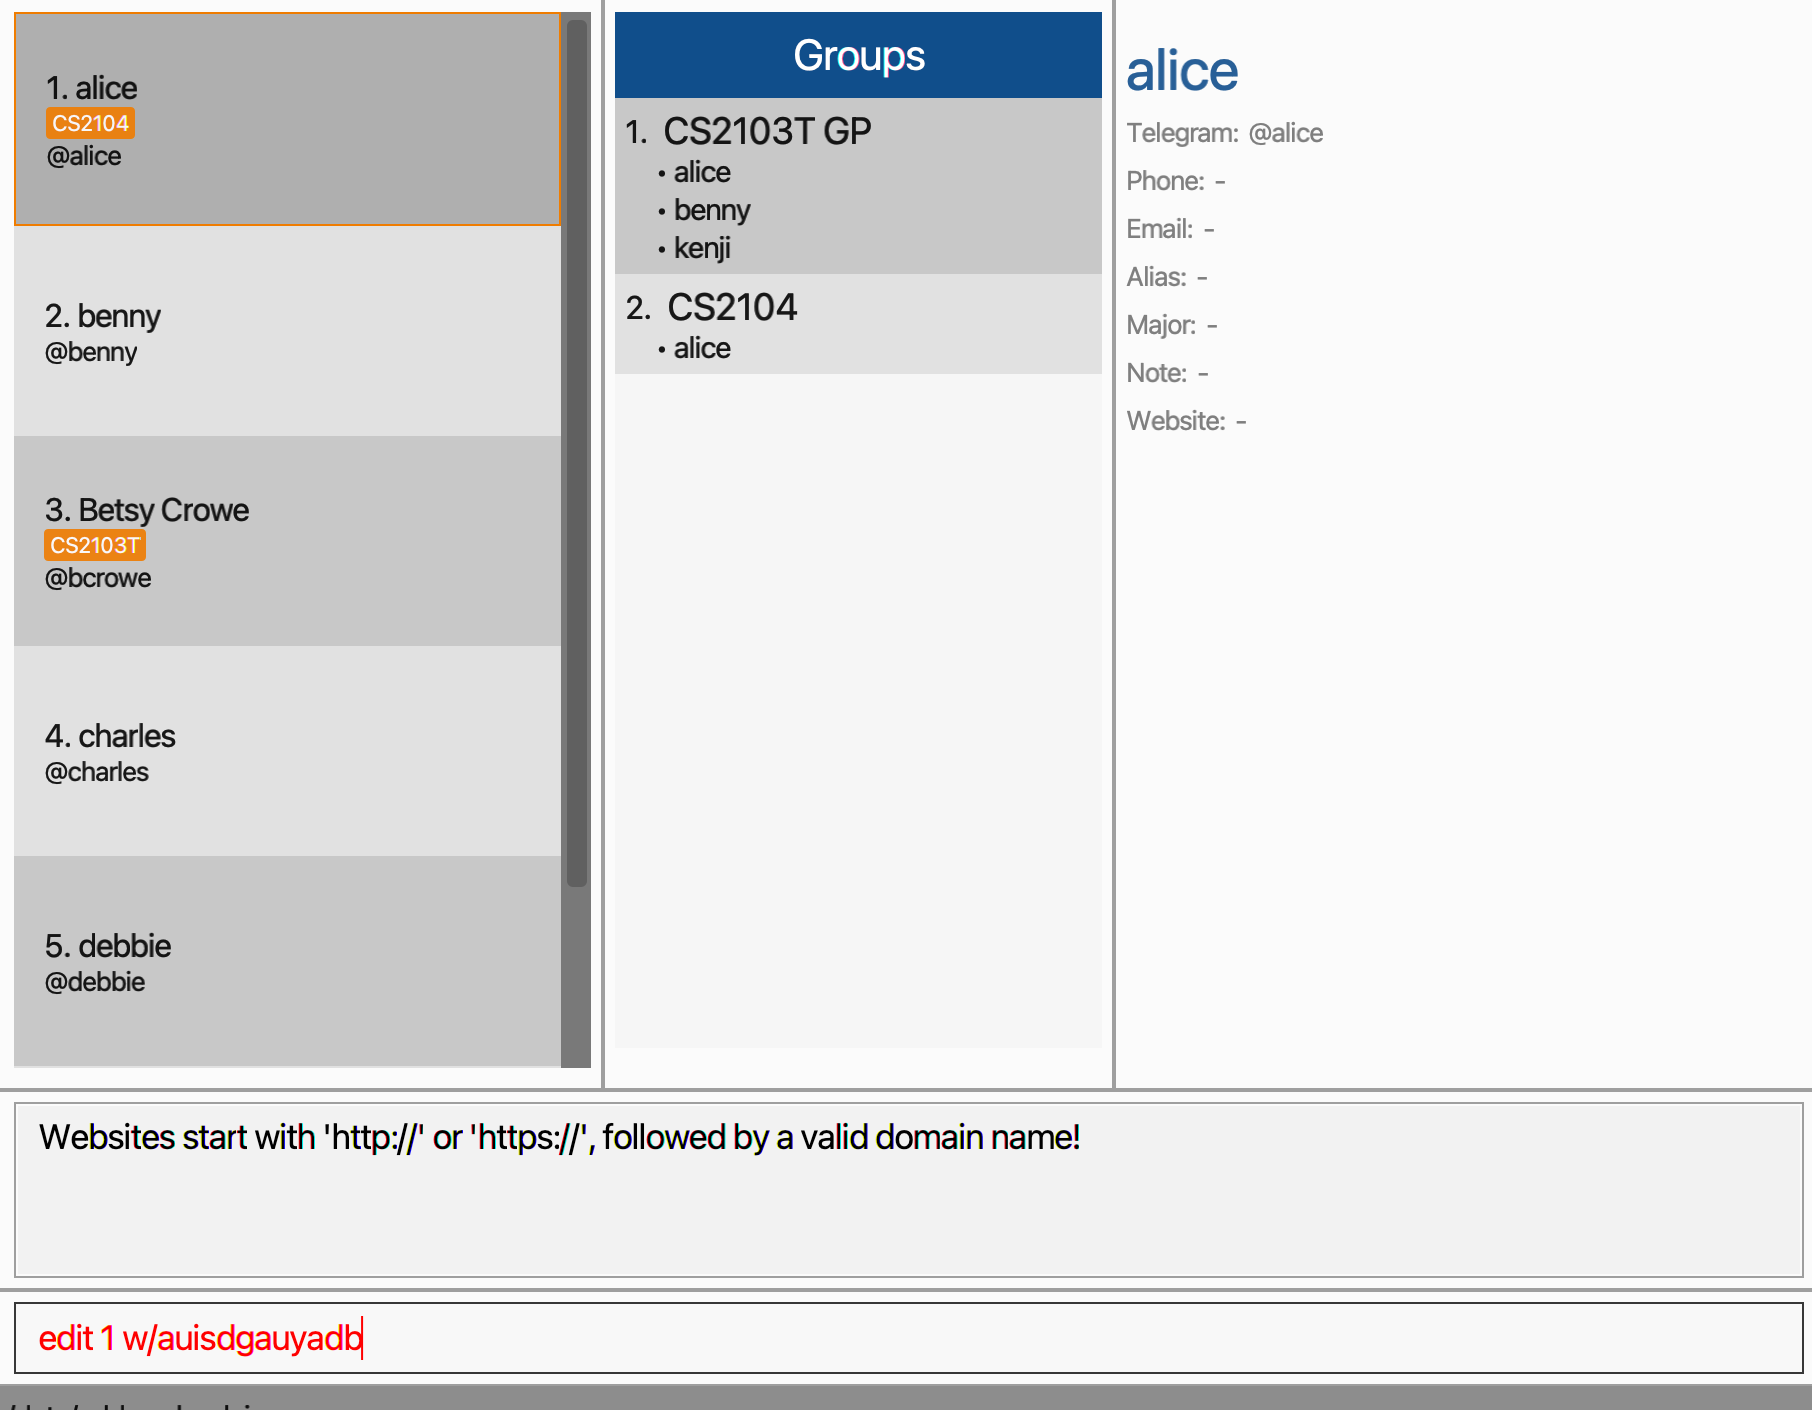 1. alice
CS2104
@alice
2. benny
@benny
3. Betsy Crowe
CS2103T
@bcrowe
4. charles
@charles
5. debbie
@debbie
Groups
1. CS2103T GP
• alice
• benny
• kenji
2. CS2104
• alice
alice
Telegram: @alice
Phone: -
Email: -
Alias: -
Major: -
Note: -
Website: -
Websites start with 'http://' or 'https://', followed by a valid domain name!
edit 1 w/auisdgauyadb